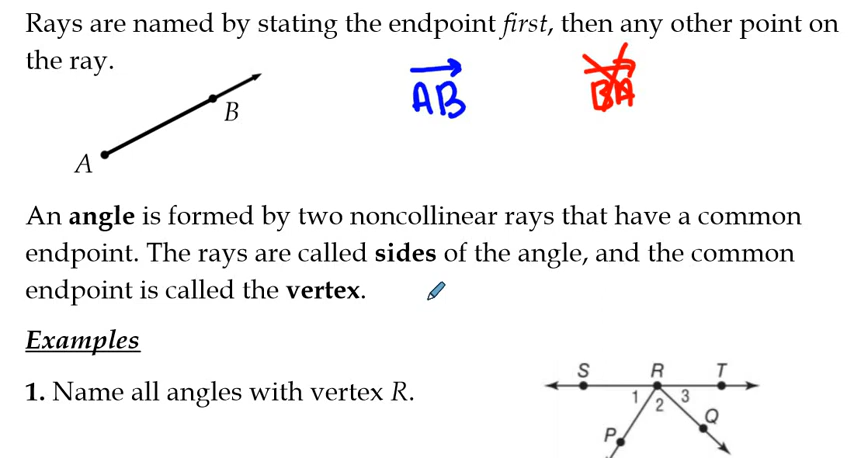 Rays are named by stating the endpoint first, then any other point on
the ray.
AB
BA
B
A
An angle is formed by two noncollinear rays that have a common
endpoint. The rays are called sides of the angle, and the common
endpoint is called the vertex.
Examples
1. Name all angles with vertex R.
S R T
1 2 3
P Q